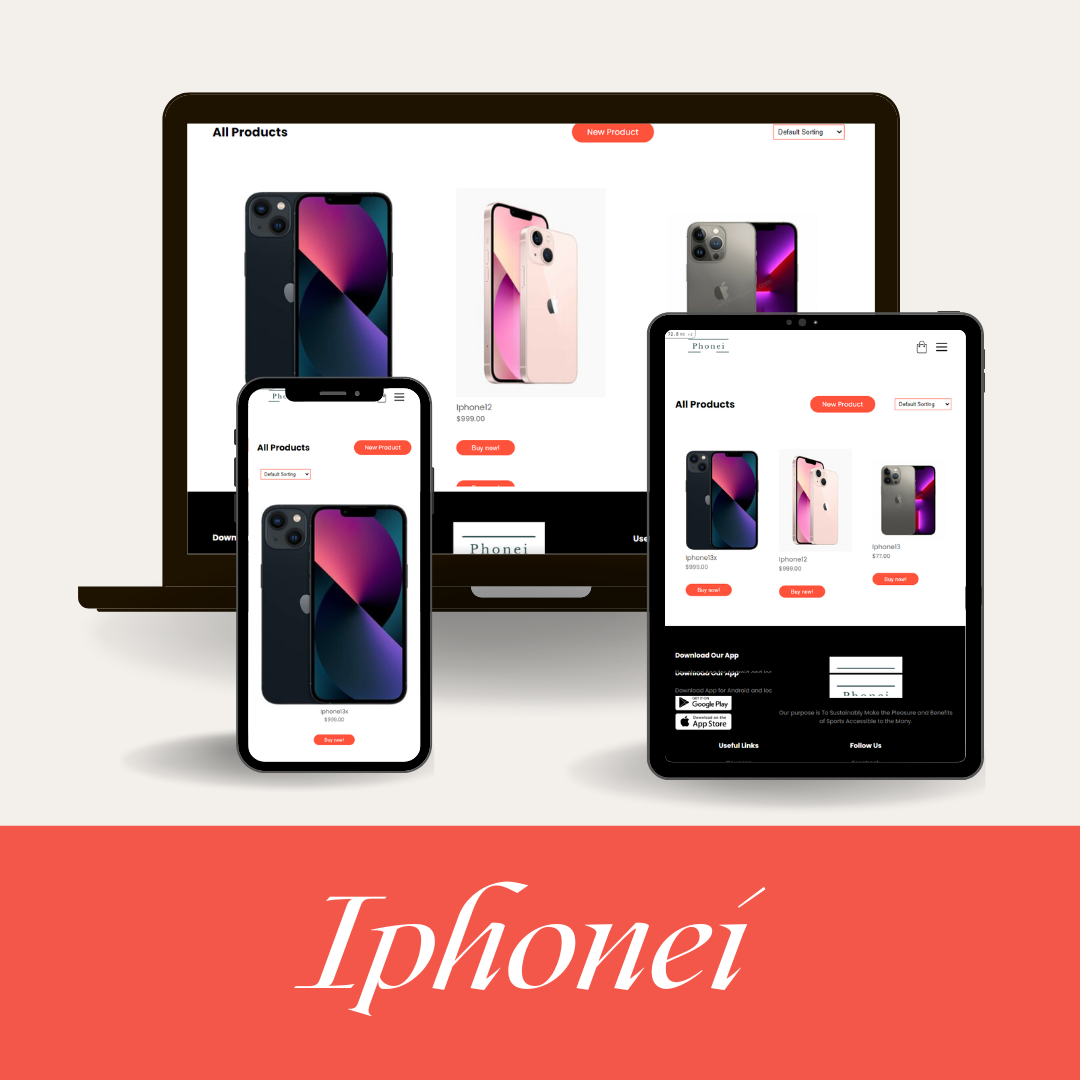 All Products
New Product
Default Sorting
Iphone12
$999.00
Buy now!
Down
Phonei
Use
Pho
All Products
New Product
Default Sorting
Iphone13x
$999.00
Buy now!
Phonei
All Products
New Product
Default Sorting
Iphone13x
$999.00
Buy now!
Iphone12
$999.00
Buy now!
Iphone13
$77.00
Buy now!
Download Our App
Download Our App
Download App for Android and ios
GET IT ON
Google Play
Download on the
App Store
Phonei
Our purpose is To Sustainably Make the Pleasure and Benefits
of Sports Accessible to the Many.
Useful Links
Follow Us
Iphonei